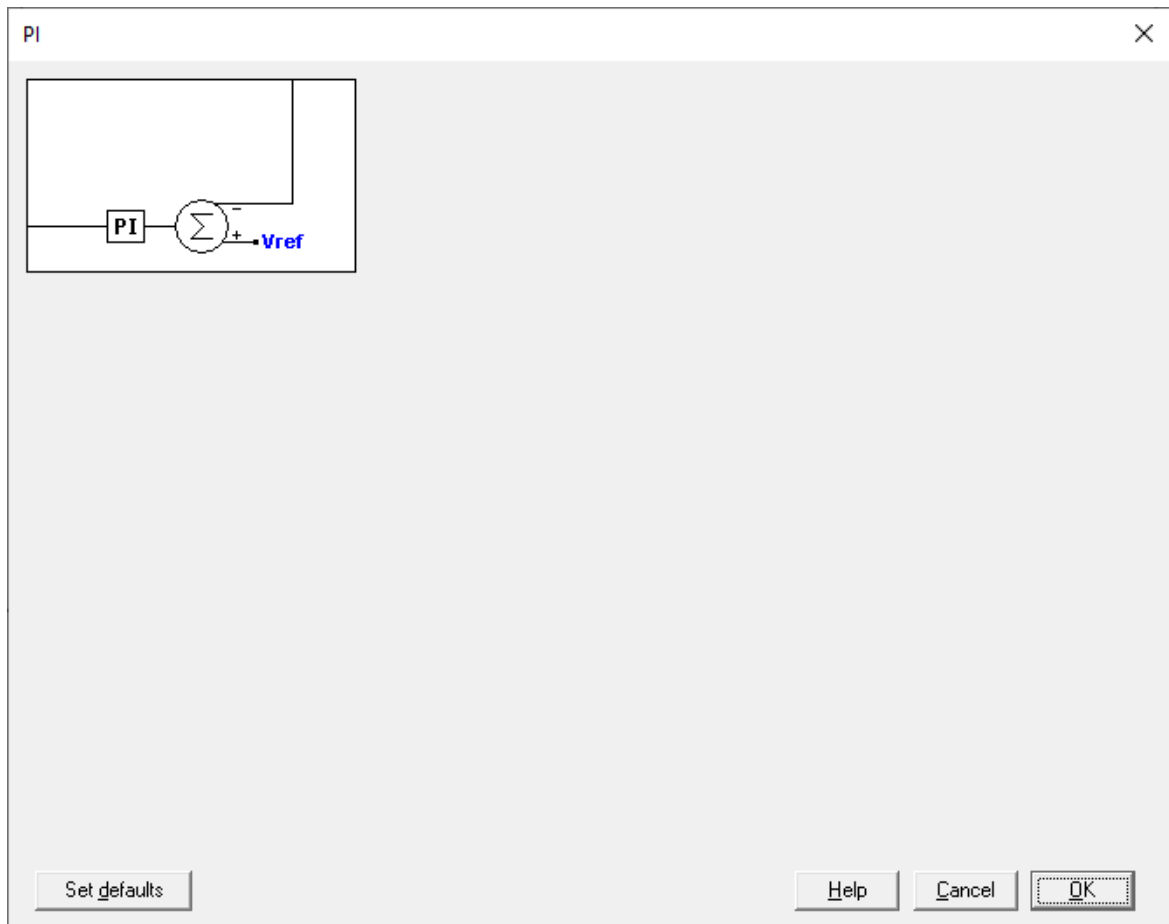 PI
−
PI
Σ
+
Vref
Set defaults
Help
Cancel
OK